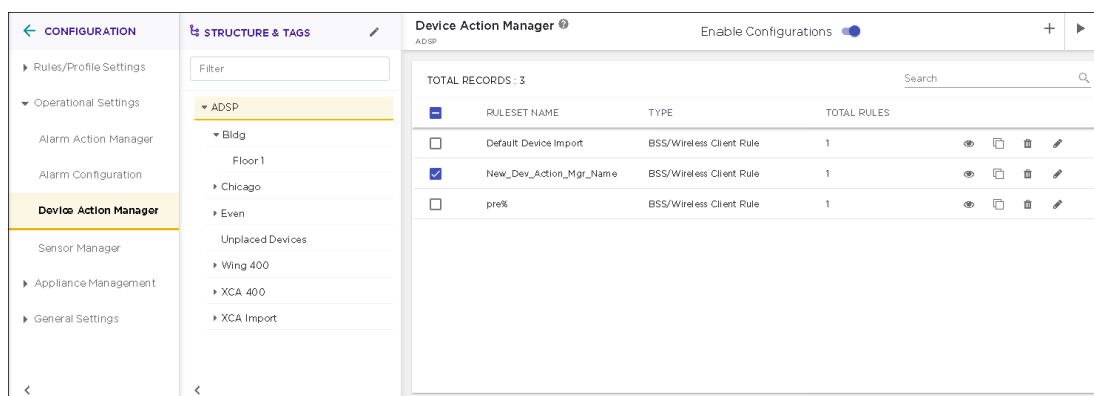 CONFIGURATION
Rules/Profile Settings
Operational Settings
Alarm Action Manager
Alarm Configuration
Device Action Manager
Sensor Manager
Appliance Management
General Settings
STRUCTURE & TAGS
Filter
ADSP
Bldg
Floor 1
Chicago
Even
Unplaced Devices
Wing 400
XCA 400
XCA Import
Device Action Manager
ADSP
Enable Configurations
TOTAL RECORDS : 3
Search
RULESET NAME TYPE TOTAL RULES
Default Device Import BSS/Wireless Client Rule 1
New_Dev_Action_Mgr_Name BSS/Wireless Client Rule 1
pre% BSS/Wireless Client Rule 1